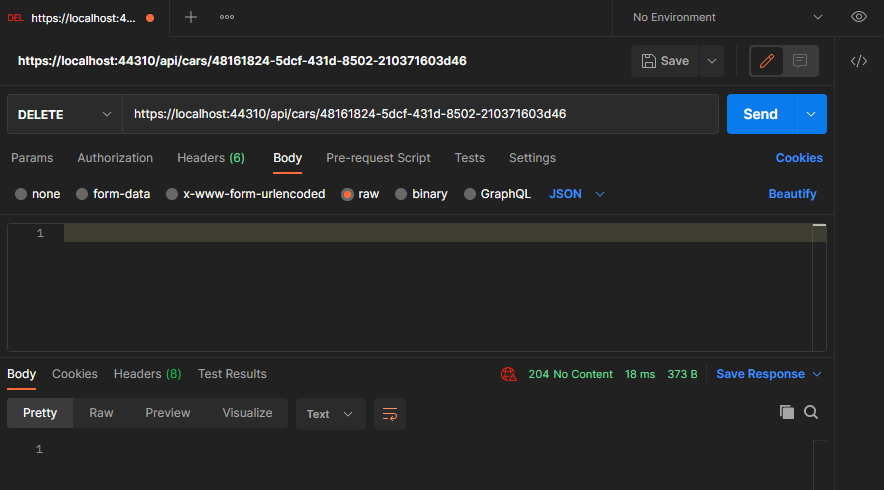 DEL https://localhost:4... No Environment
https://localhost:44310/api/cars/48161824-5dcf-431d-8502-210371603d46 Save
DELETE https://localhost:44310/api/cars/48161824-5dcf-431d-8502-210371603d46 Send
Params Authorization Headers (6) Body Pre-request Script Tests Settings Cookies
none form-data x-www-form-urlencoded raw binary GraphQL JSON Beautify
1
Body Cookies Headers (8) Test Results 204 No Content 18 ms 373 B Save Response
Pretty Raw Preview Visualize Text
1